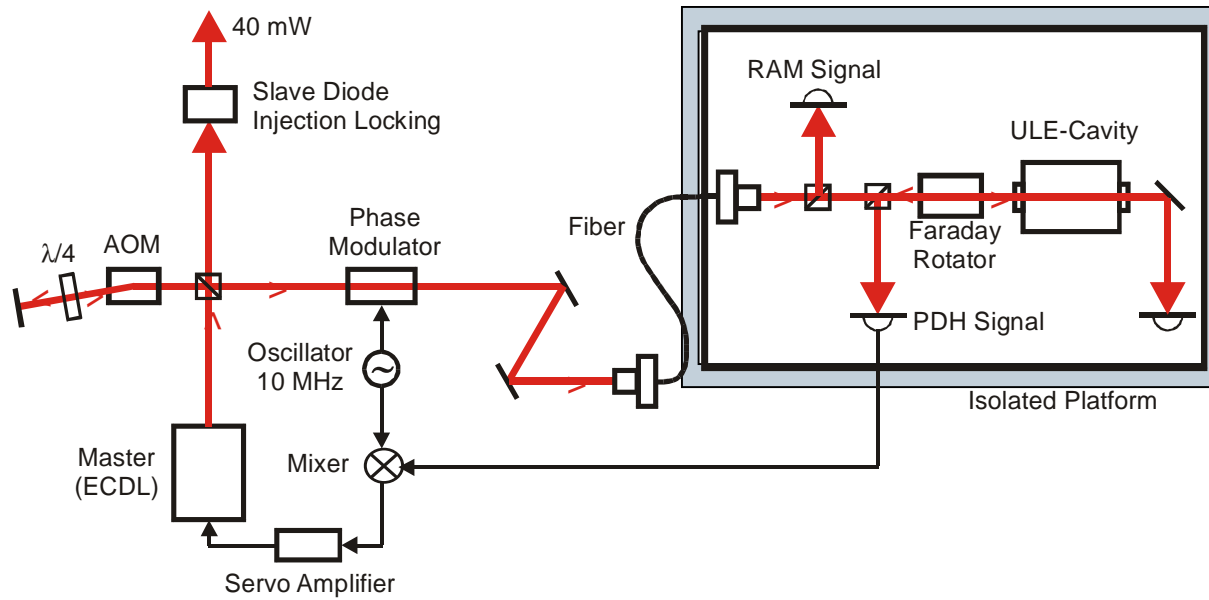 40 mW
Slave Diode
Injection Locking
RAM Signal
ULE-Cavity
λ/4
AOM
Phase
Modulator
Fiber
Faraday
Rotator
PDH Signal
Oscillator
10 MHz
Isolated Platform
Master
(ECDL)
Mixer
Servo Amplifier